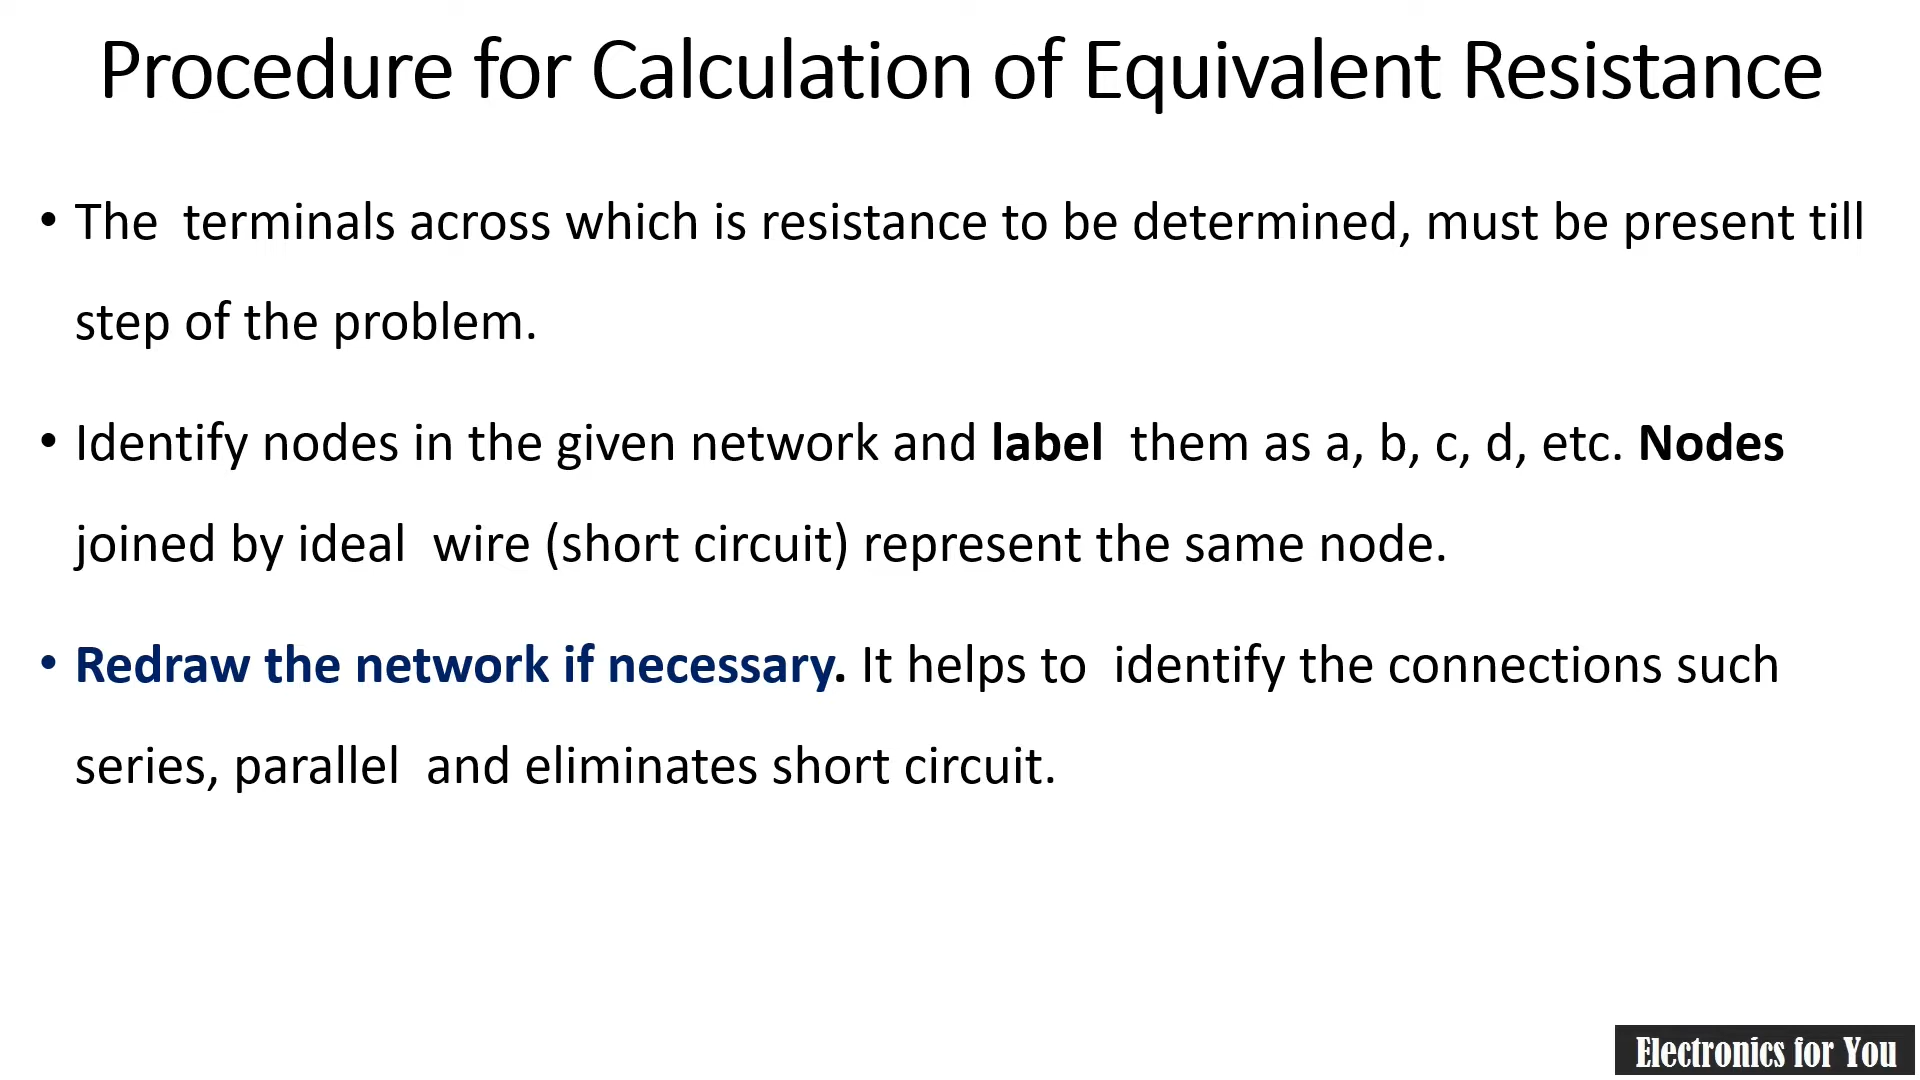 Procedure for Calculation of Equivalent Resistance
• The terminals across which is resistance to be determined, must be present till
step of the problem.
• Identify nodes in the given network and label them as a, b, c, d, etc. Nodes
joined by ideal wire (short circuit) represent the same node.
• Redraw the network if necessary. It helps to identify the connections such
series, parallel and eliminates short circuit.
Electronics for You